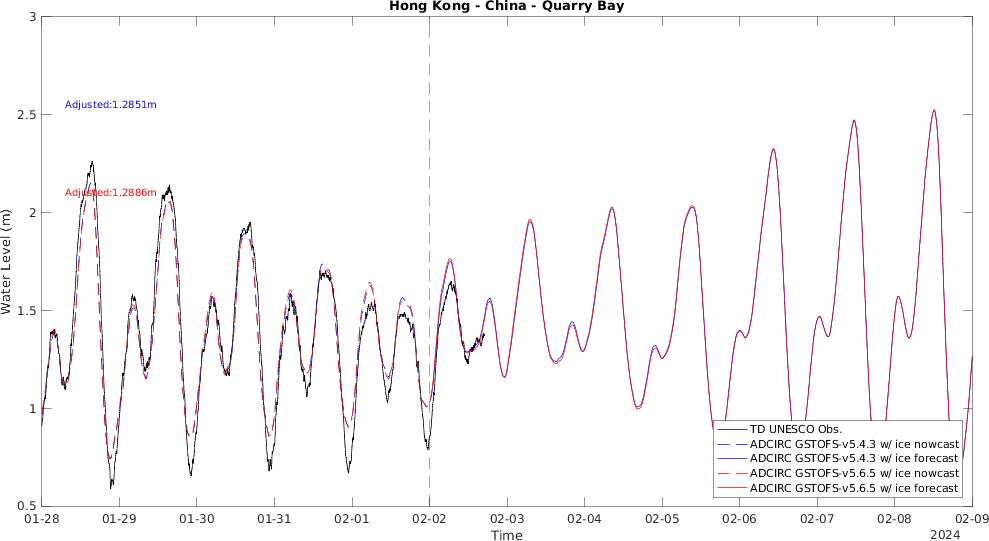 Hong Kong - China - Quarry Bay
3
2.5
2
1.5
1
0.5
Water Level (m)
Adjusted:1.2851m
Adjusted:1.2886m
TD UNESCO Obs.
ADCIRC GSTOFS-v5.4.3 w/ ice nowcast
ADCIRC GSTOFS-v5.4.3 w/ ice forecast
ADCIRC GSTOFS-v5.6.5 w/ ice nowcast
ADCIRC GSTOFS-v5.6.5 w/ ice forecast
01-28 01-29 01-30 01-31 02-01 02-02 02-03 02-04 02-05 02-06 02-07 02-08 02-09
Time
2024